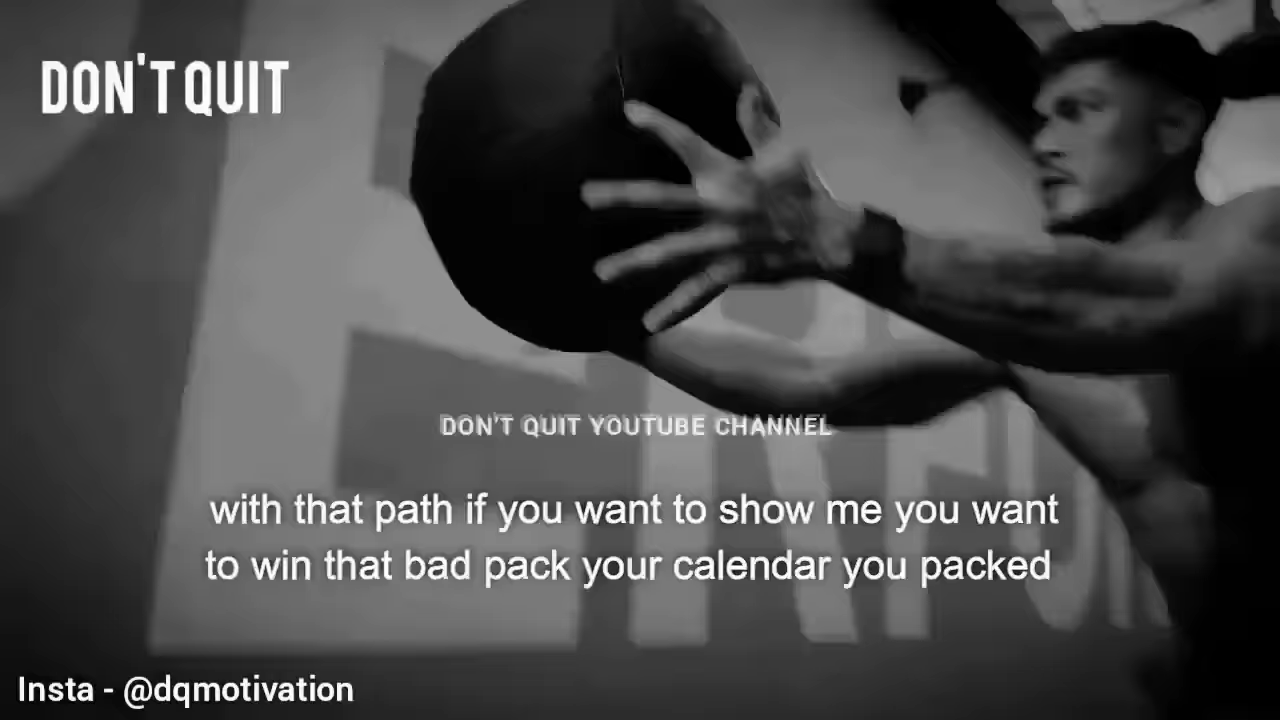 DON'T QUIT
DON'T QUIT YOUTUBE CHANNEL
with that path if you want to show me you want
to win that bad pack your calendar you packed
Insta - @dqmotivation